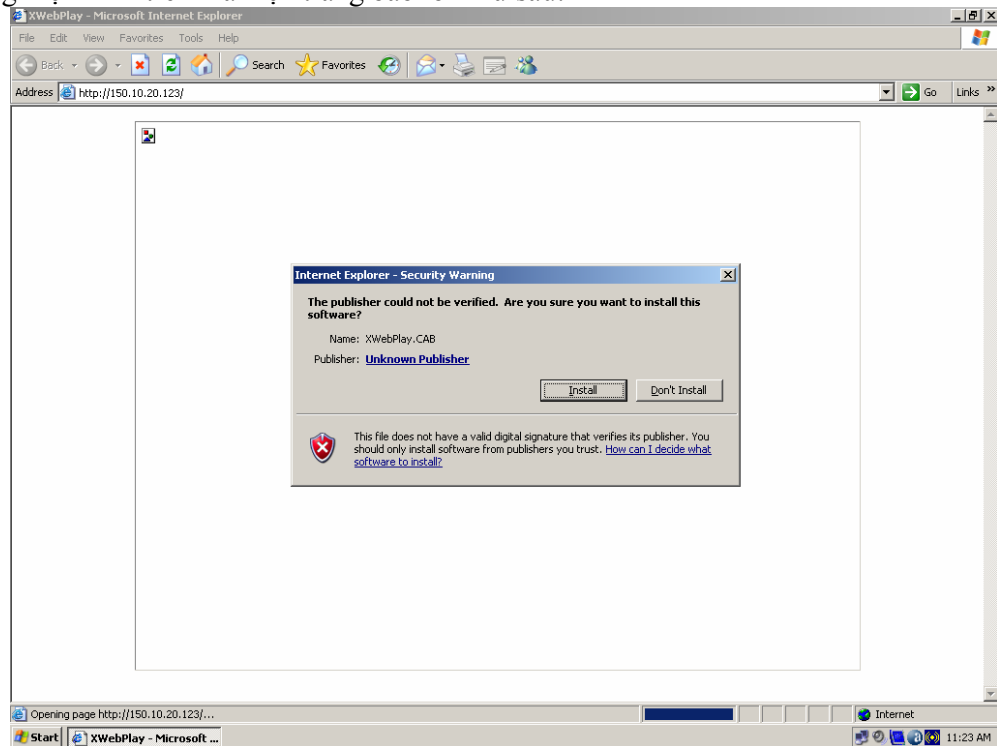 XWebPlay - Microsoft Internet Explorer
File Edit View Favorites Tools Help
Back Search Favorites
Address http://150.10.20.123/ Go Links »
Internet Explorer - Security Warning
The publisher could not be verified. Are you sure you want to install this
software?
Name: XWebPlay.CAB
Publisher: Unknown Publisher
Install Don't Install
This file does not have a valid digital signature that verifies its publisher. You
should only install software from publishers you trust. How can I decide what
software to install?
Opening page http://150.10.20.123/... Internet
Start XWebPlay - Microsoft ... 11:23 AM